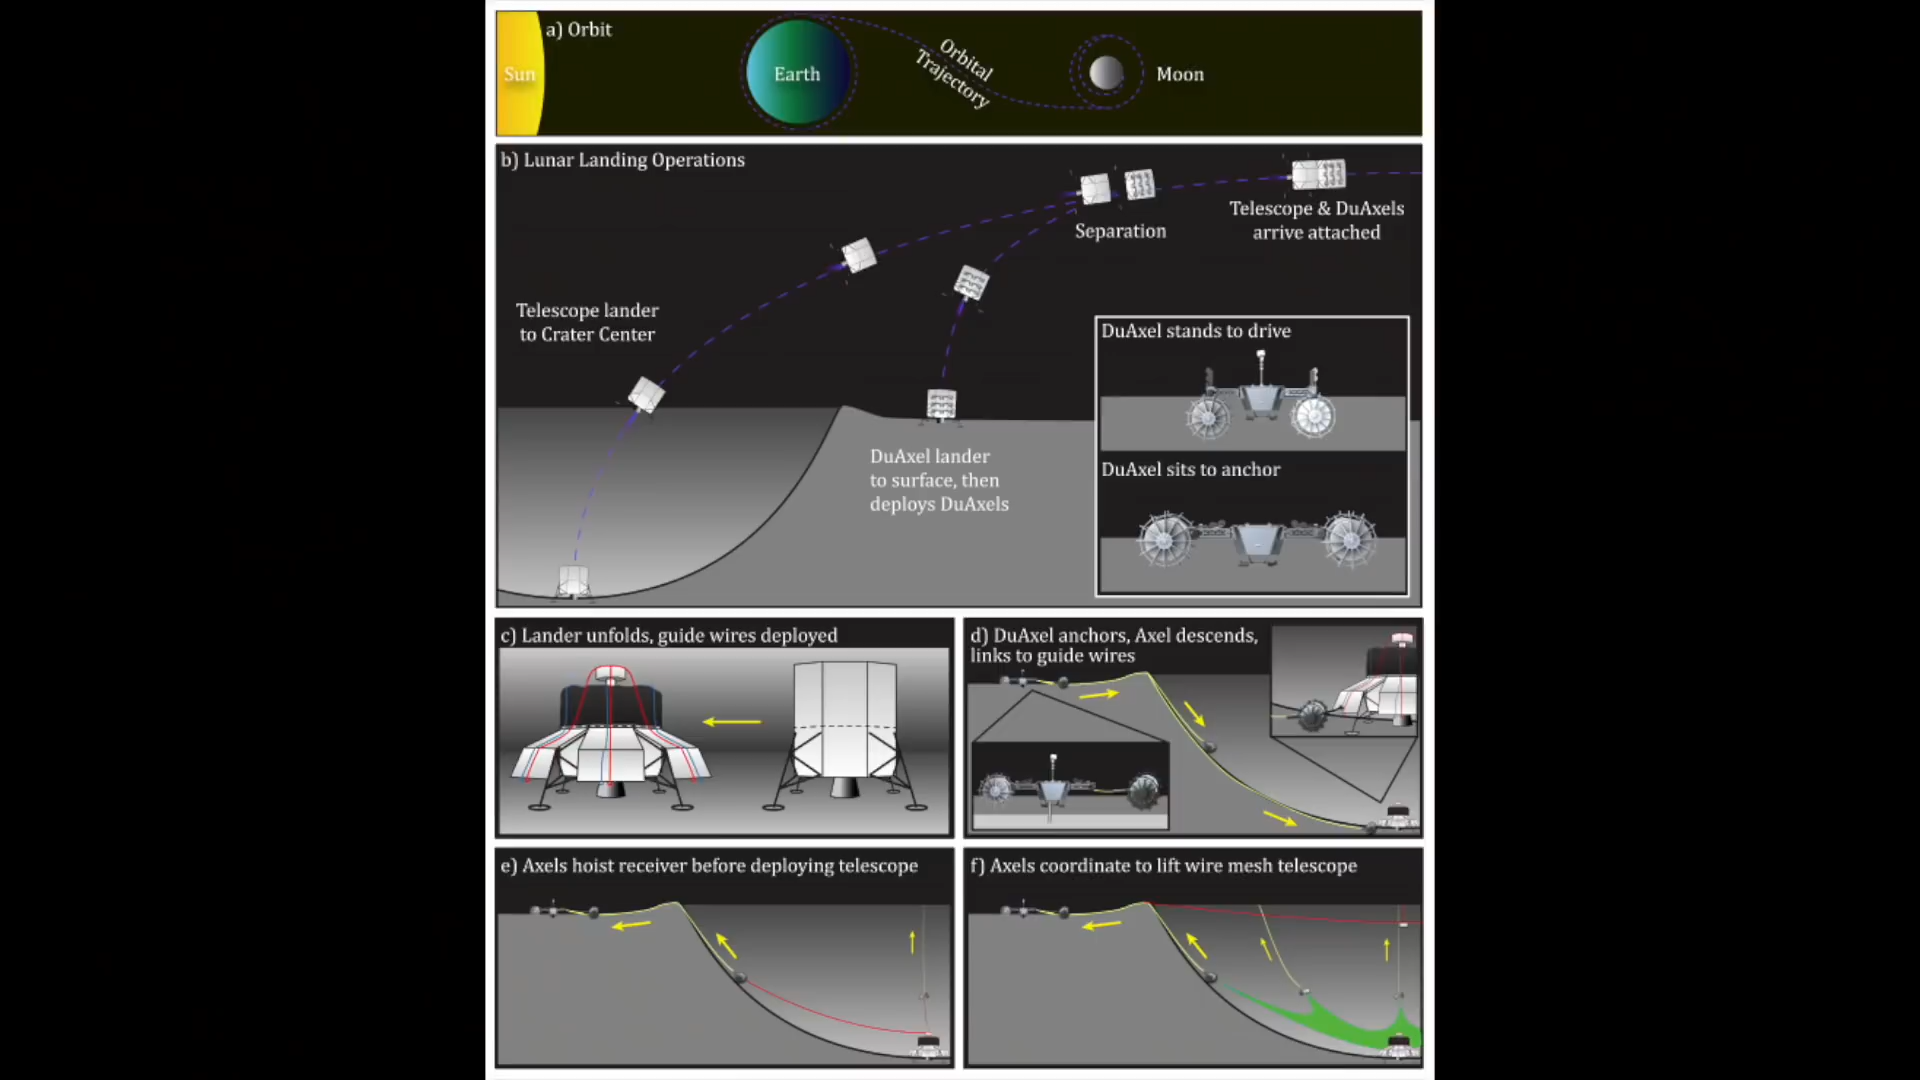 a) Orbit
Sun
Earth
Orbital
Trajectory
Moon
b) Lunar Landing Operations
Telescope & DuAxels
arrive attached
Separation
Telescope lander
to Crater Center
DuAxel stands to drive
DuAxel lander
to surface, then
deploys DuAxels
DuAxel sits to anchor
c) Lander unfolds, guide wires deployed
d) DuAxel anchors, Axel descends,
links to guide wires
e) Axels hoist receiver before deploying telescope
f) Axels coordinate to lift wire mesh telescope